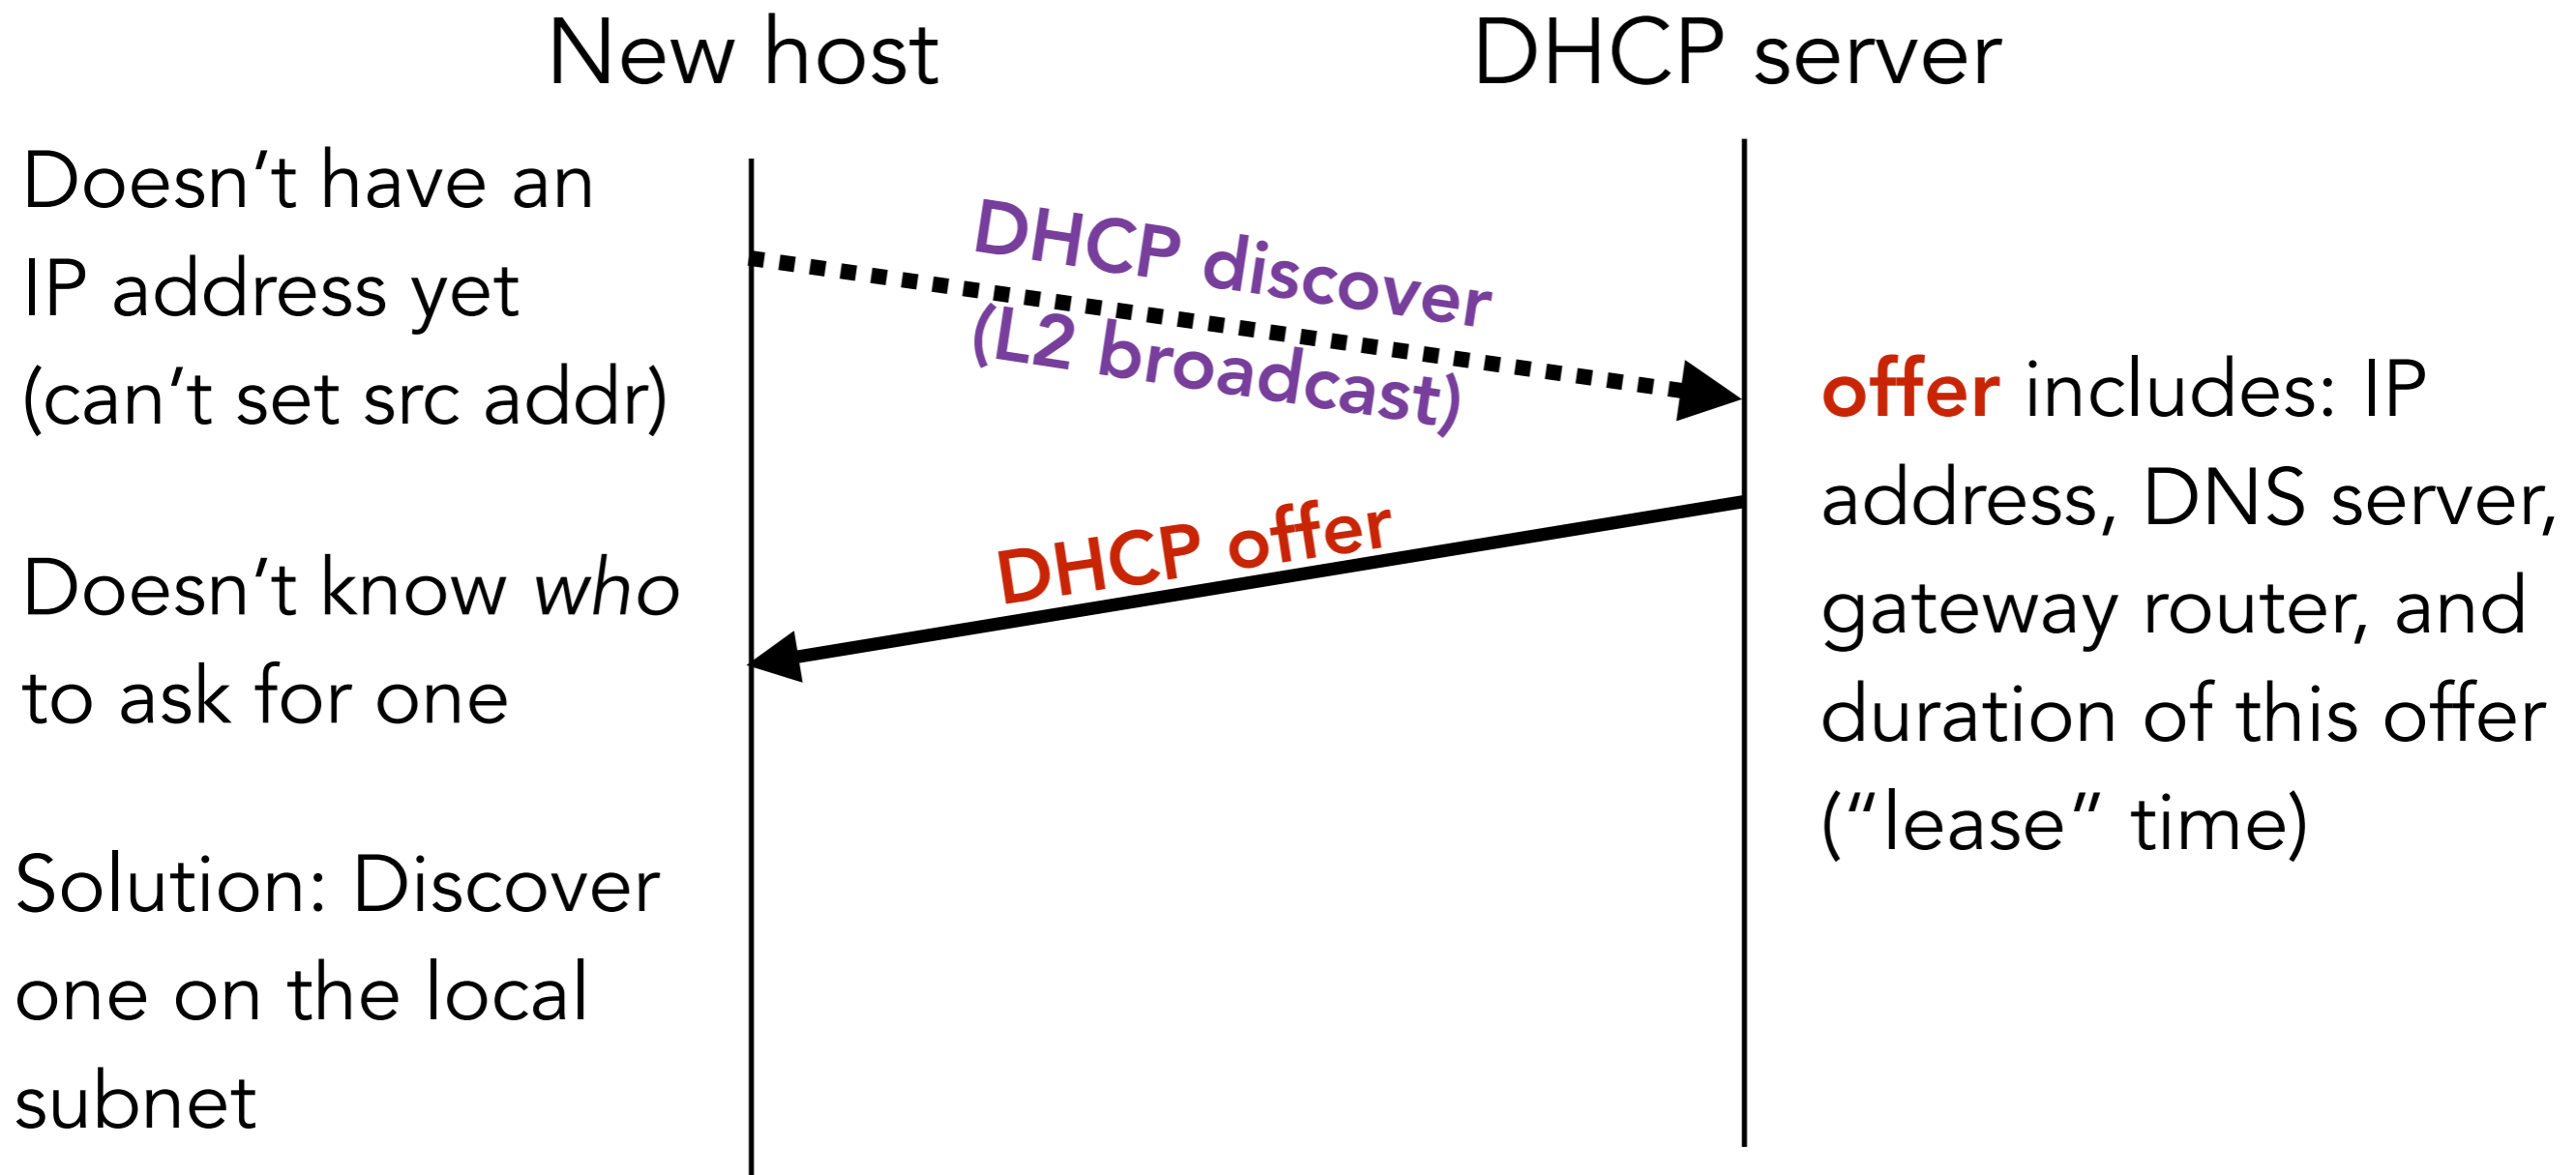 New host
DHCP server
Doesn’t have an
IP address yet
(can’t set src addr)
Doesn’t know who
to ask for one
Solution: Discover
one on the local
subnet
DHCP discover
(L2 broadcast)
DHCP offer
offer includes: IP
address, DNS server,
gateway router, and
duration of this offer
(“lease” time)